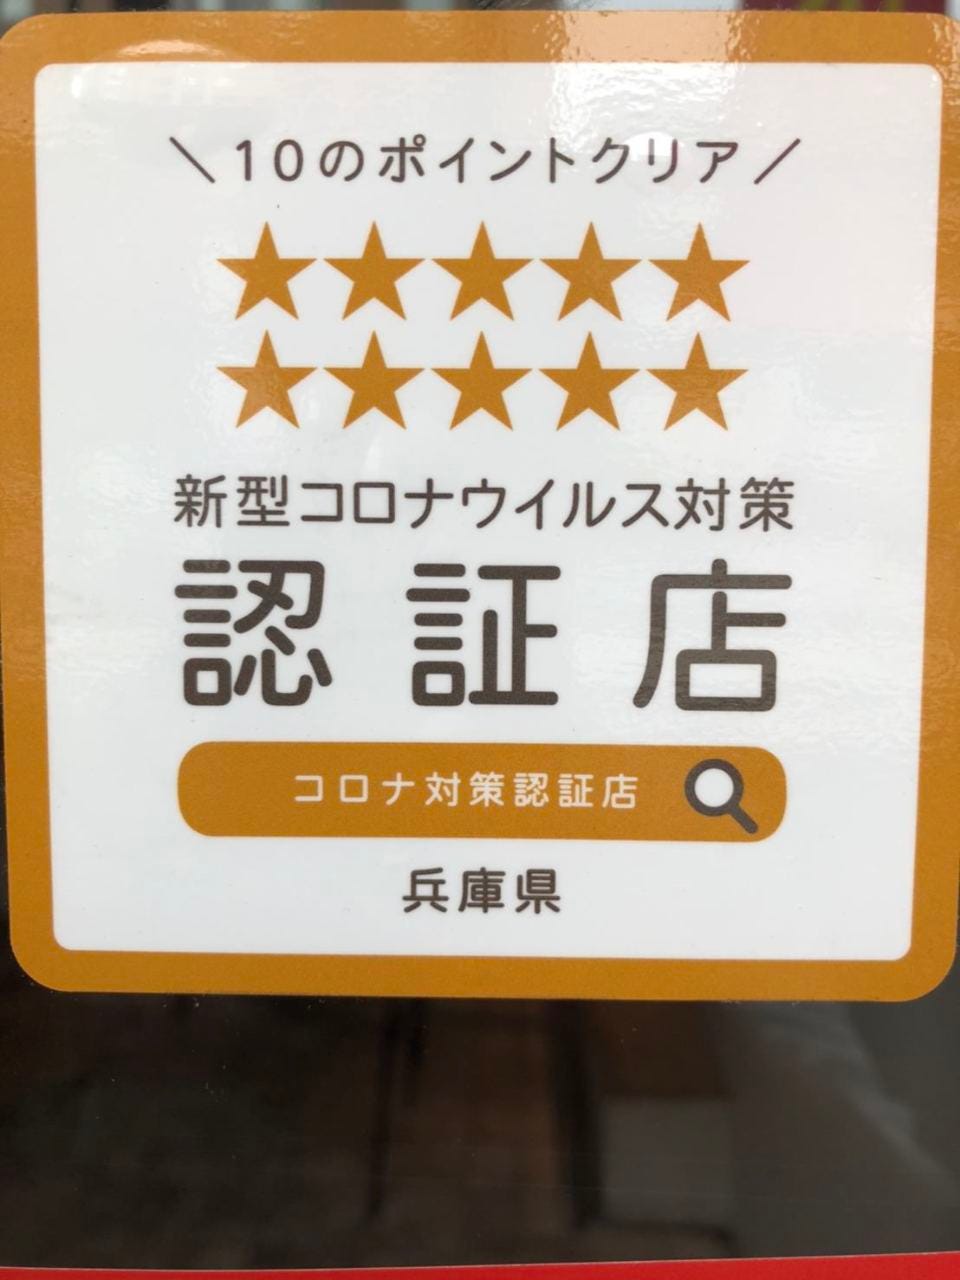 \10のポイントクリア/
★★★★★
★★★★★
新型コロナウイルス対策
認証店
コロナ対策認証店
兵庫県